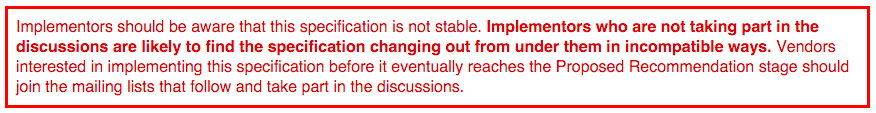 Implementors should be aware that this specification is not stable. Implementors who are not taking part in the
discussions are likely to find the specification changing out from under them in incompatible ways. Vendors
interested in implementing this specification before it eventually reaches the Proposed Recommendation stage should
join the mailing lists that follow and take part in the discussions.